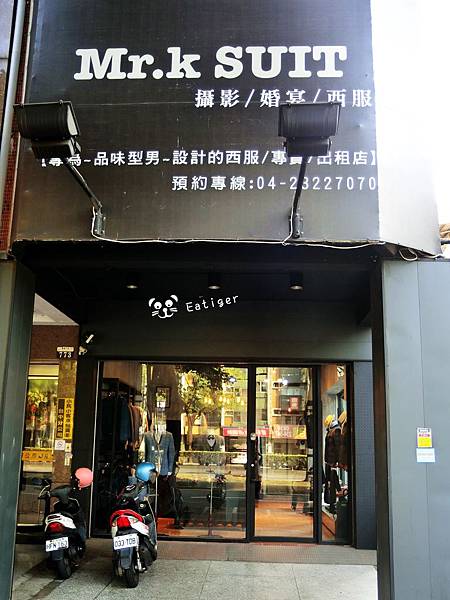 Mr.k SUIT
攝影/婚宴/西服
【專為~品味型男~設計的西服/專賣/出租店】
預約專線:04-23227070
Eatiger
773